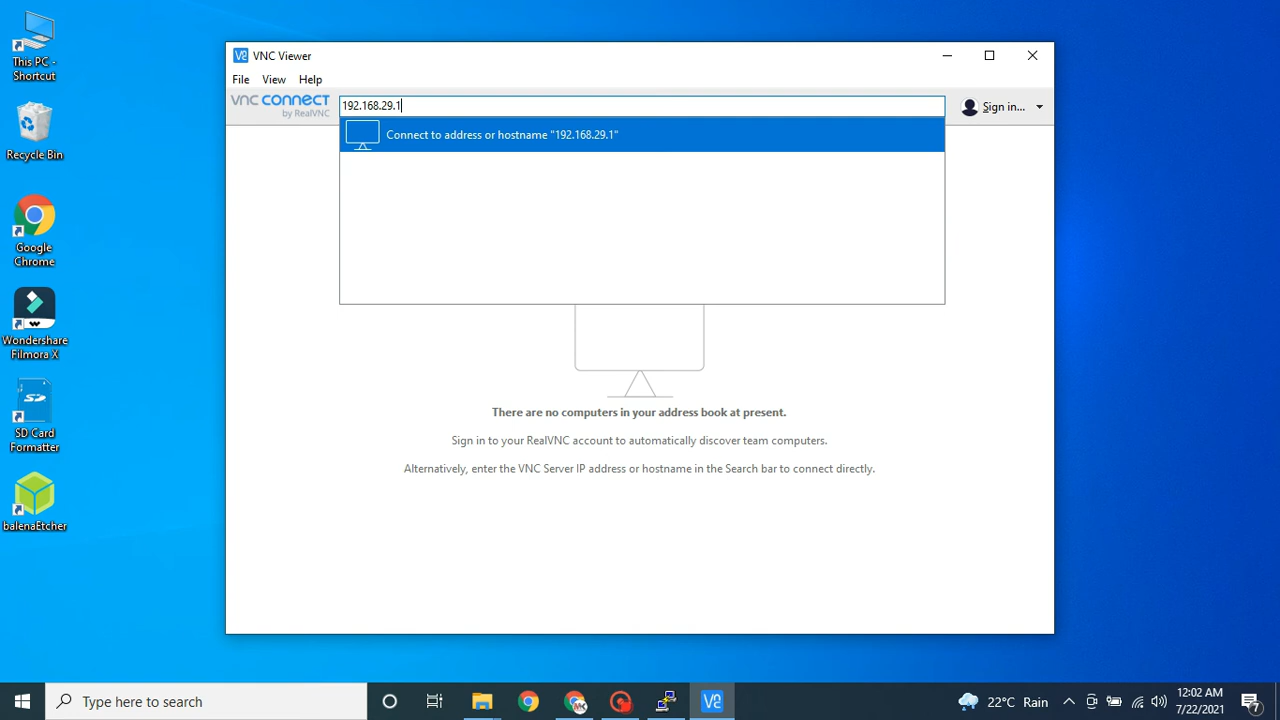 This PC -
Shortcut
Recycle Bin
Google
Chrome
Wondershare
Filmora X
SD
SD Card
Formatter
balenaEtcher
VNC Viewer
File View Help
vnc connect
by RealVNC
192.168.29.1
Sign in...
Connect to address or hostname "192.168.29.1"
There are no computers in your address book at present.
Sign in to your RealVNC account to automatically discover team computers.
Alternatively, enter the VNC Server IP address or hostname in the Search bar to connect directly.
Type here to search
22°C Rain
12:02 AM
7/22/2021
7